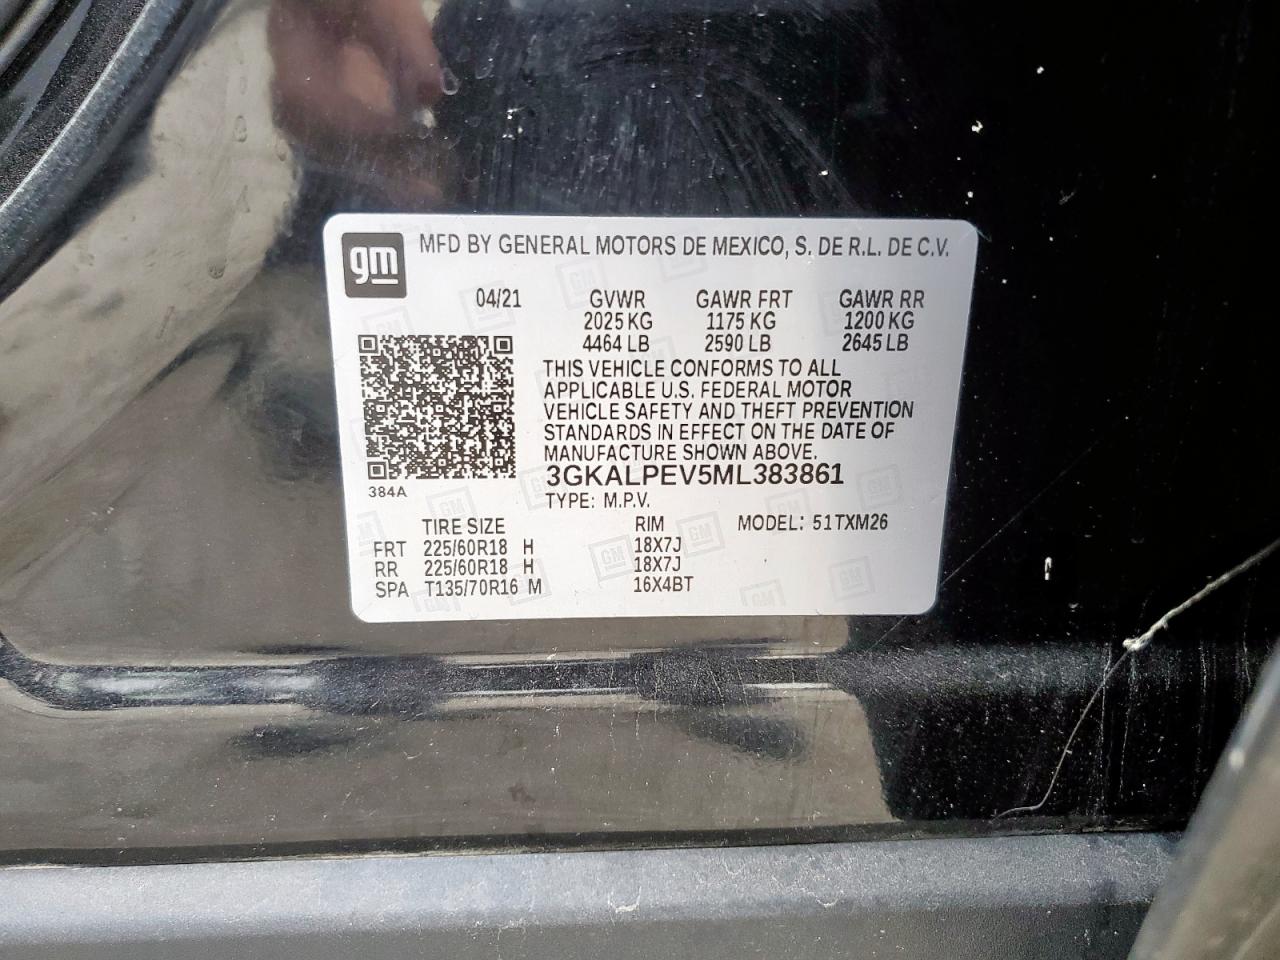 gm MFD BY GENERAL MOTORS DE MEXICO, S. DE R.L. DE C.V.
04/21 GVWR GAWR FRT GAWR RR
2025 KG 1175 KG 1200 KG
4464 LB 2590 LB 2645 LB
THIS VEHICLE CONFORMS TO ALL
APPLICABLE U.S. FEDERAL MOTOR
VEHICLE SAFETY AND THEFT PREVENTION
STANDARDS IN EFFECT ON THE DATE OF
MANUFACTURE SHOWN ABOVE.
3GKALPEV5ML383861
384A
TYPE: M.P.V.
TIRE SIZE RIM MODEL: 51TXM26
FRT 225/60R18 H 18X7J
RR 225/60R18 H 18X7J
SPA T135/70R16 M 16X4BT